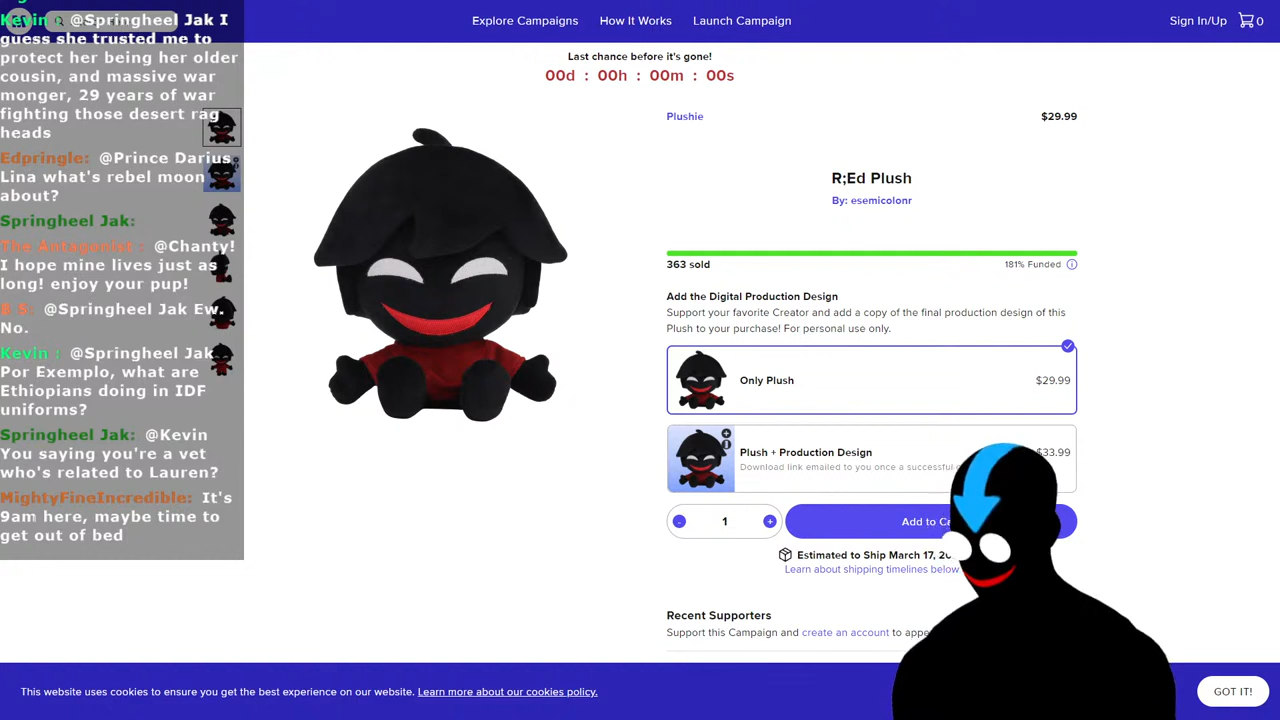 Kevin : @Springheel Jak I
guess she trusted me to
protect her being her older
cousin, and massive war
monger, 29 years of war
fighting those desert rag
heads
Edpringle: @Prince Darius
Lina what's rebel moon
about?
Springheel Jak:
The Antagonist : @Chanty!
I hope mine lives just as
long! enjoy your pup!
B S: @Springheel Jak Ew.
No.
Kevin : @Springheel Jak
Por Exemplo, what are
Ethiopians doing in IDF
uniforms?
Springheel Jak: @Kevin
You saying you're a vet
who's related to Lauren?
MightyFineIncredible: It's
9am here, maybe time to
get out of bed
Explore Campaigns How It Works Launch Campaign
Sign In/Up 0
Last chance before it's gone!
00d : 00h : 00m : 00s
Plushie $29.99
R;Ed Plush
By: esemicolonr
363 sold 181% Funded
Add the Digital Production Design
Support your favorite Creator and add a copy of the final production design of this
Plush to your purchase! For personal use only.
Only Plush $29.99
Plush + Production Design $33.99
Download link emailed to you once a successful
- 1 + Add to
Estimated to Ship March 17,
Learn about shipping timelines below
Recent Supporters
Support this Campaign and create an account to
This website uses cookies to ensure you get the best experience on our website. Learn more about our cookies policy.
GOT IT!